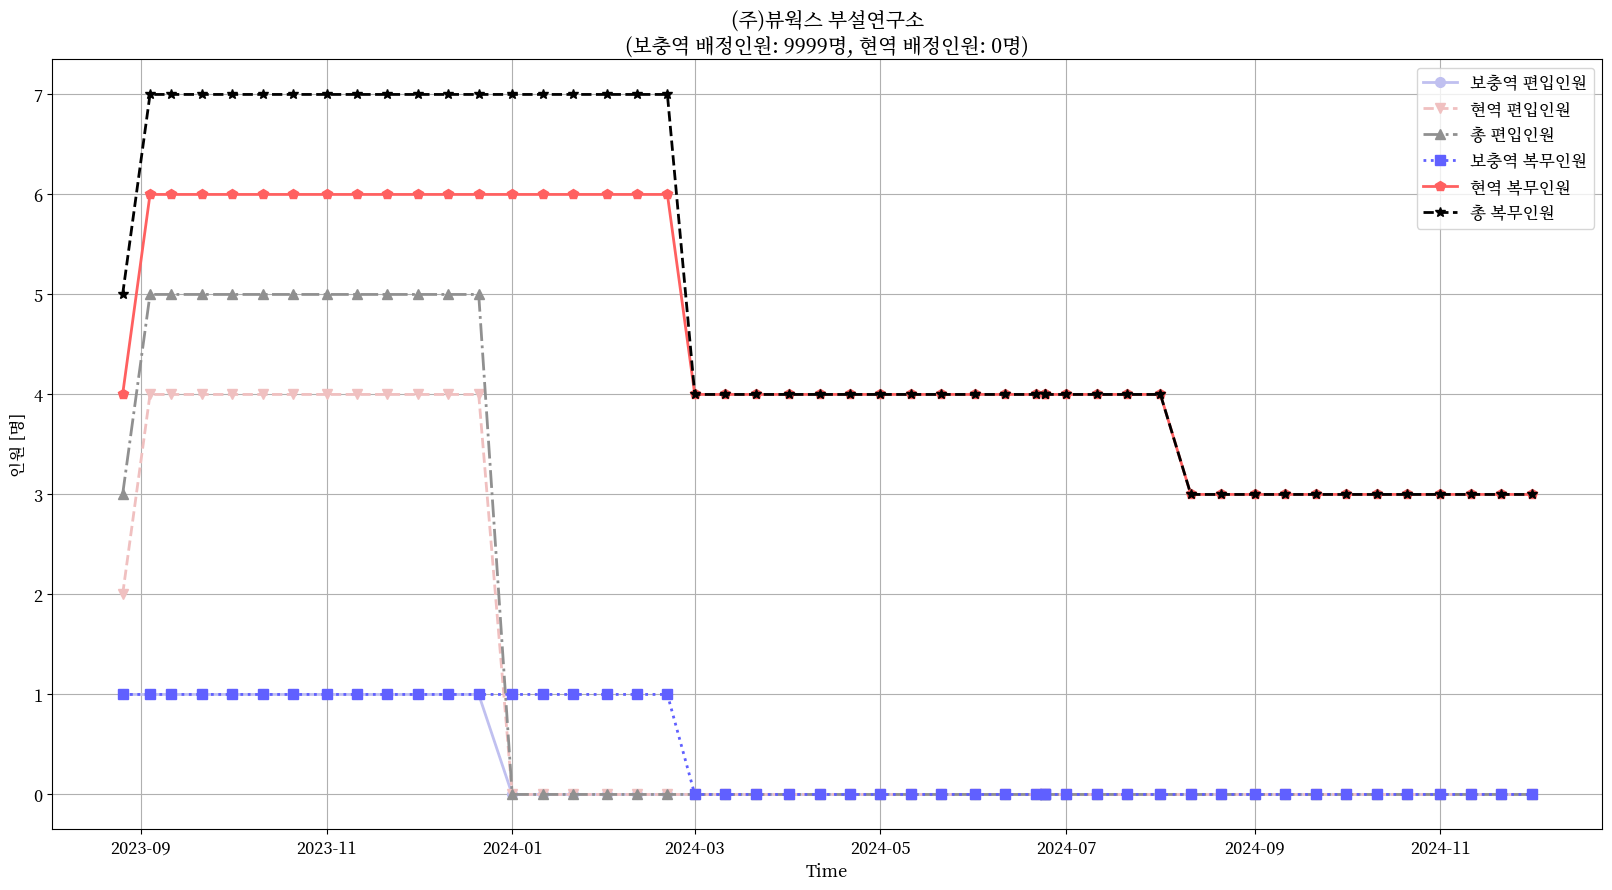 (주)뷰웍스 부설연구소
(보충역 배정인원: 9999명, 현역 배정인원: 0명)
보충역 편입인원
현역 편입인원
총 편입인원
보충역 복무인원
현역 복무인원
총 복무인원
7
6
5
4
3
2
1
0
인원 [명]
2023-09
2023-11
2024-01
2024-03
2024-05
2024-07
2024-09
2024-11
Time